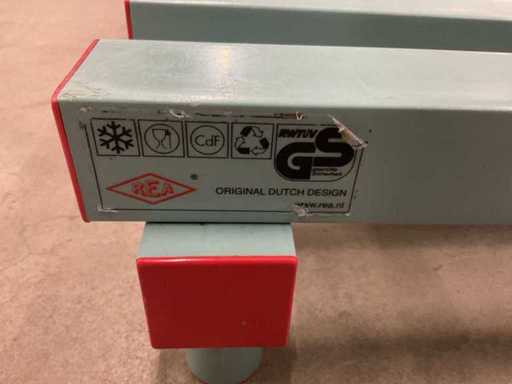 CdF
RWTÜV
GS
REA ®
ORIGINAL DUTCH DESIGN
www.rea.nl